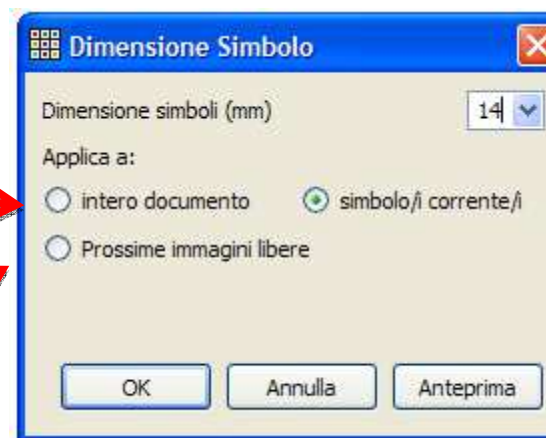 Dimensione Simbolo
Dimensione simboli (mm) 14
Applica a:
intero documento simbolo/i corrente/i
Prossime immagini libere
OK Annulla Anteprima